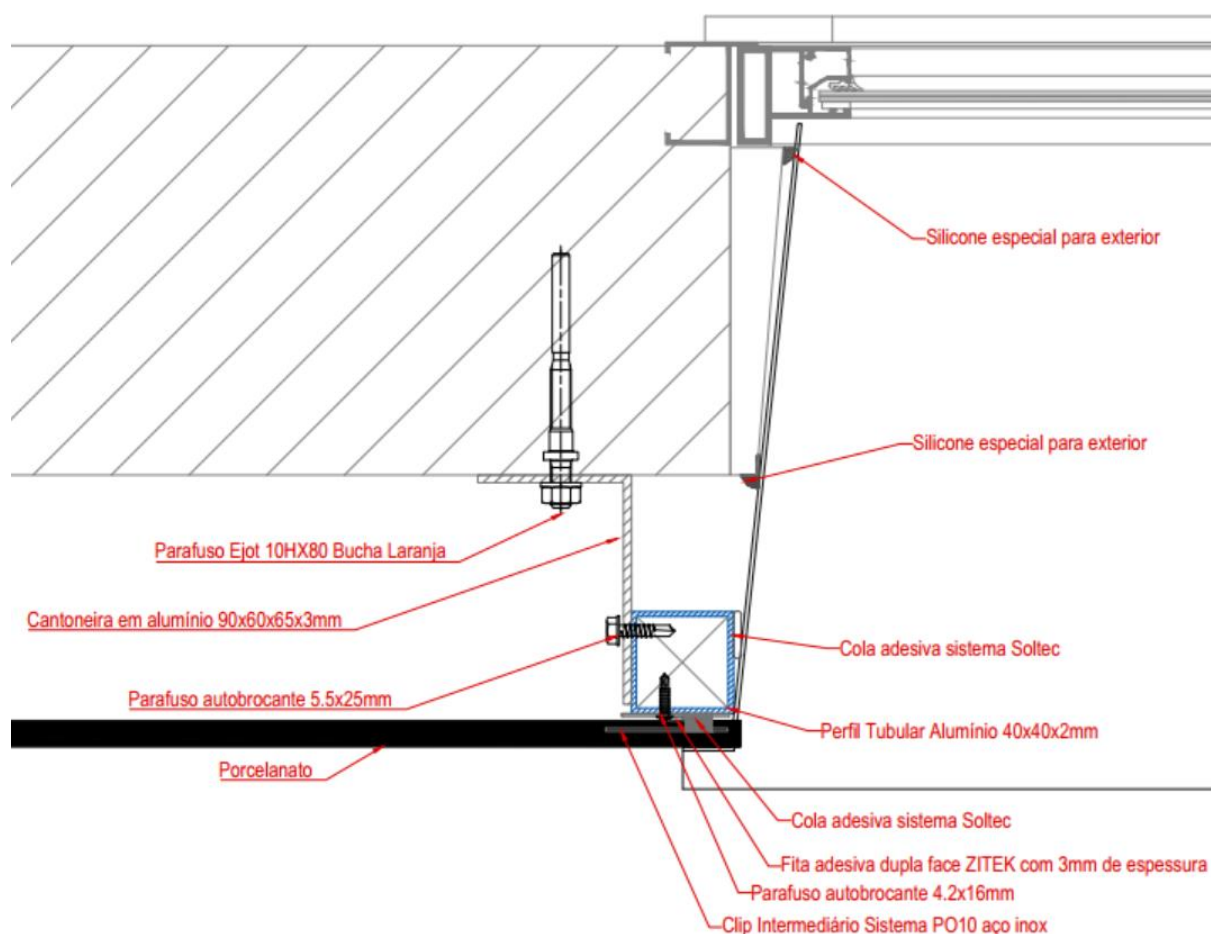 Silicone especial para exterior
Silicone especial para exterior
Parafuso Ejot 10HX80 Bucha Laranja
Cantoneira em alumínio 90x60x65x3mm
Cola adesiva sistema Soltec
Parafuso autobrocante 5.5x25mm
Perfil Tubular Alumínio 40x40x2mm
Porcelanato
Cola adesiva sistema Soltec
Fita adesiva dupla face ZITEK com 3mm de espessura
Parafuso autobrocante 4.2x16mm
Clip Intermediário Sistema PO10 aço inox